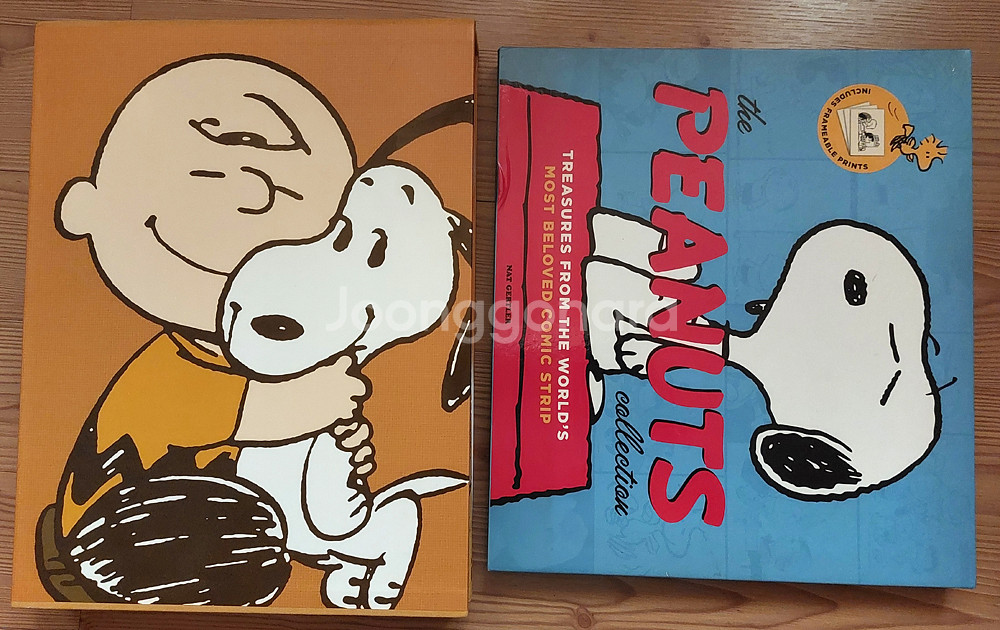 the
PEANUTS
collection
TREASURES FROM THE WORLD'S
MOST BELOVED COMIC STRIP
NAT GERTLER
INCLUDES FRAMEABLE PRINTS
Joonggonara